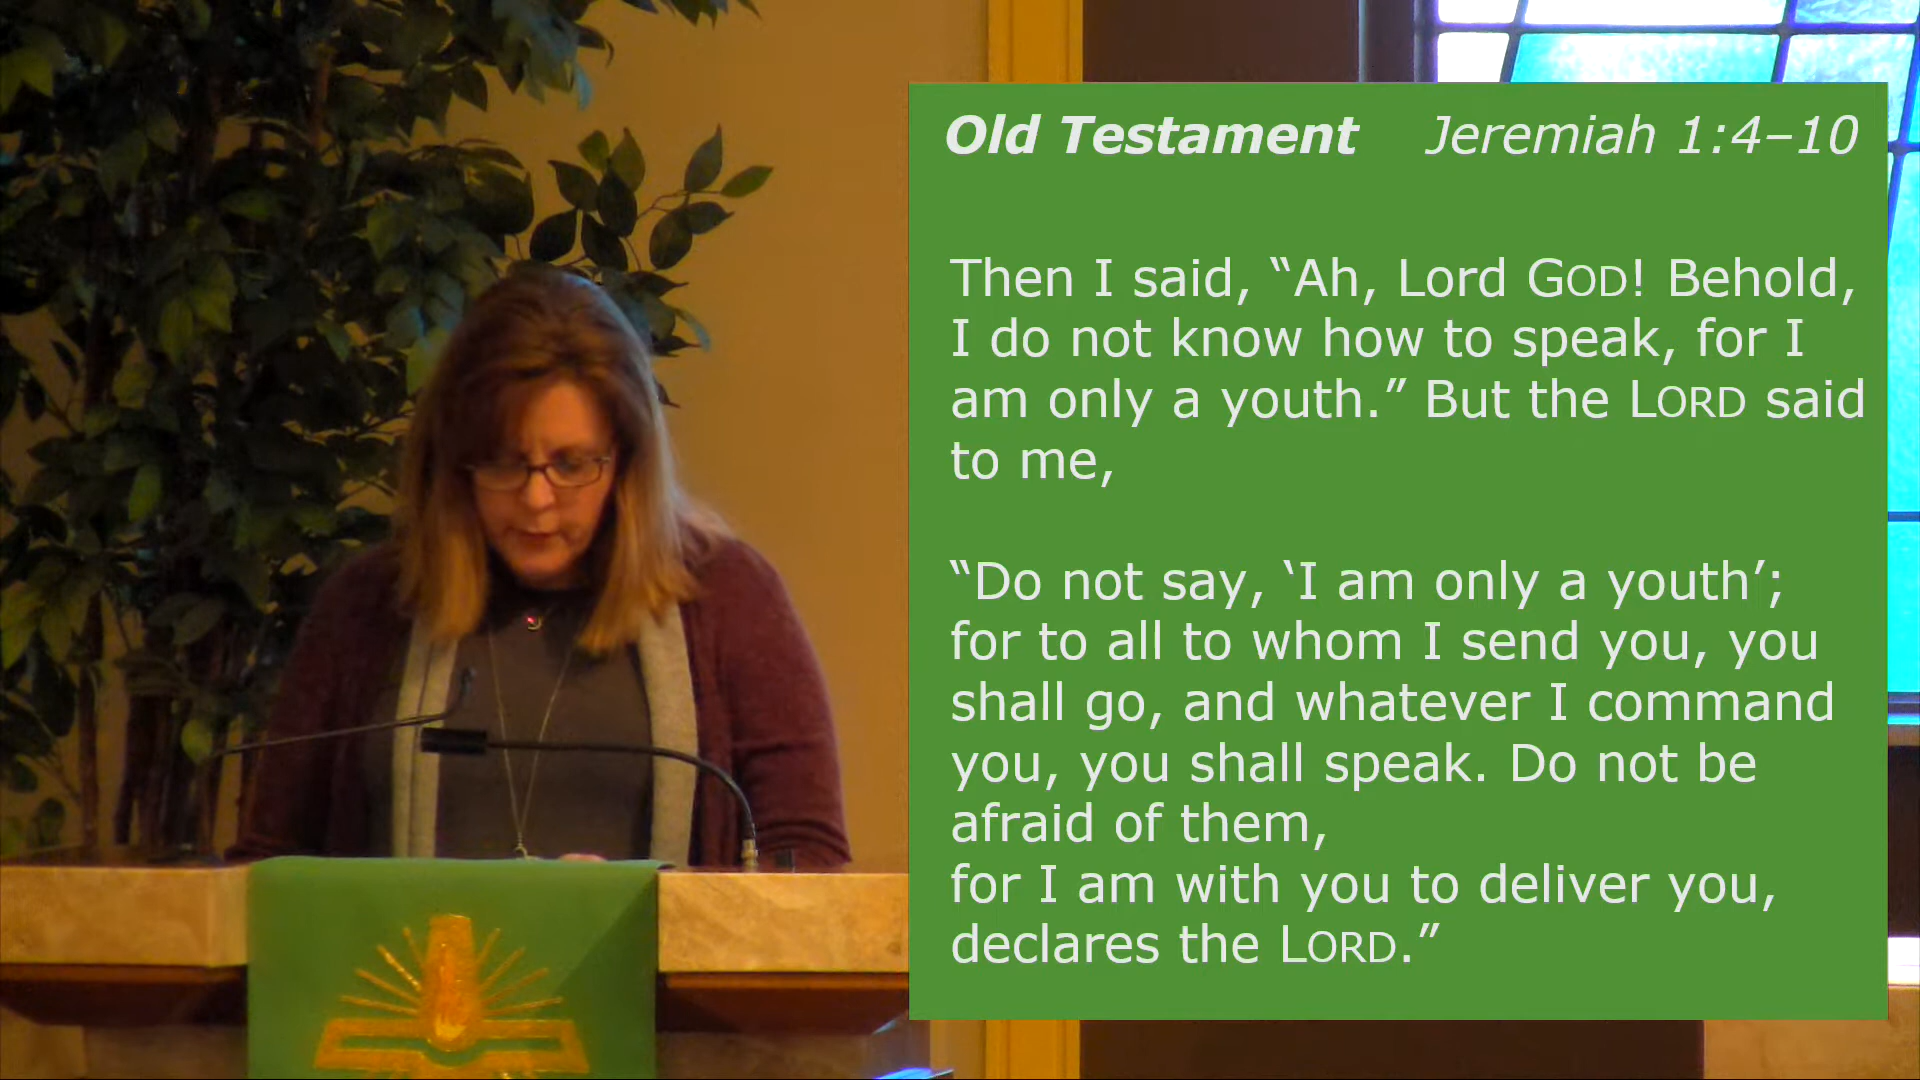 Old Testament Jeremiah 1:4–10
Then I said, “Ah, Lord GOD! Behold,
I do not know how to speak, for I
am only a youth.” But the LORD said
to me,
“Do not say, ‘I am only a youth’;
for to all to whom I send you, you
shall go, and whatever I command
you, you shall speak. Do not be
afraid of them,
for I am with you to deliver you,
declares the LORD.”